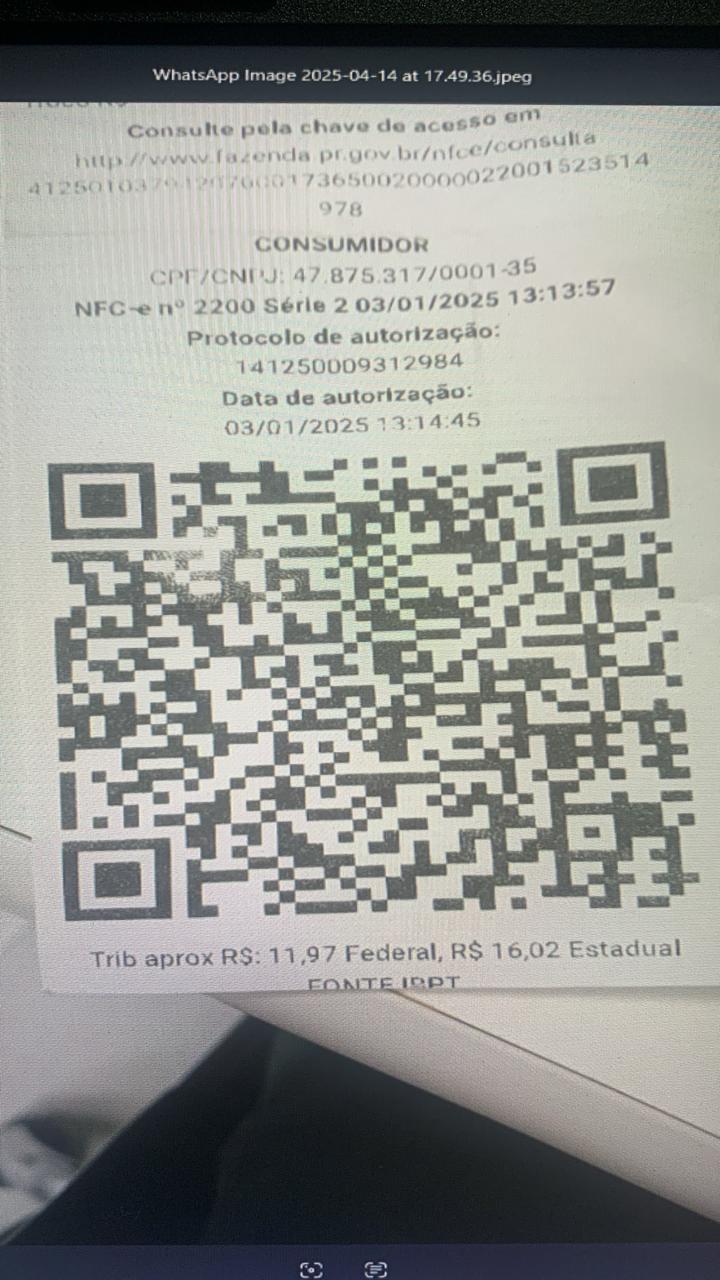 WhatsApp Image 2025-04-14 at 17.49.36.jpeg
Consulte pela chave de acesso em
http://www.fazenda.pr.gov.br/nfce/consulta
978
CONSUMIDOR
CPF/CNPJ: 47.875.317/0001-35
NFC-e nº 2200 Série 2 03/01/2025 13:13:57
Protocolo de autorização:
141250009312984
Data de autorização:
03/01/2025 13:14:45
Trib aprox R$: 11,97 Federal, R$ 16,02 Estadual
FONTE IBPT